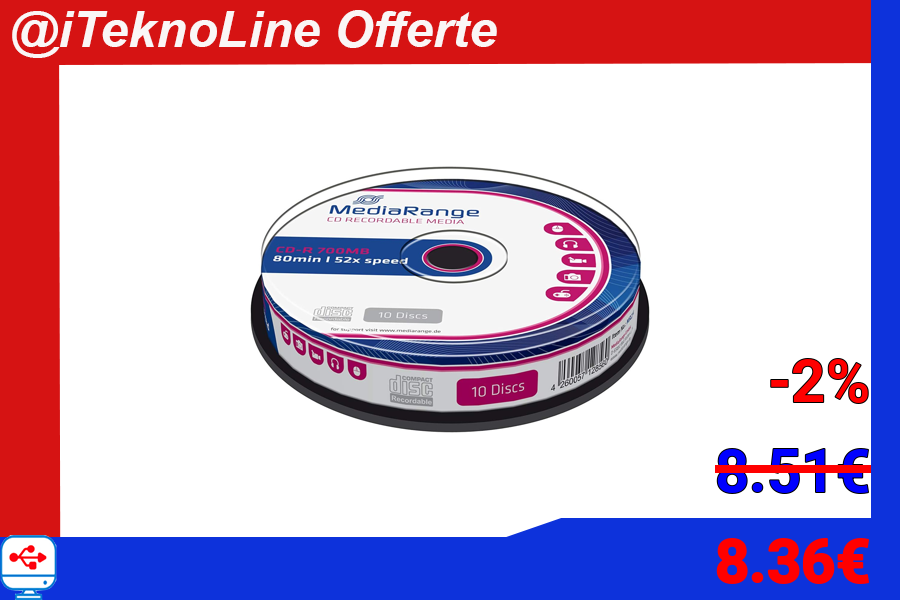 @iTeknoLine Offerte
MediaRange
CD RECORDABLE MEDIA
CD-R 700MB
80min | 52x speed
disc
10 Discs
for support visit www.mediarange.de
COMPACT
disc
Recordable
10 Discs
-2%
8.51€
8.36€